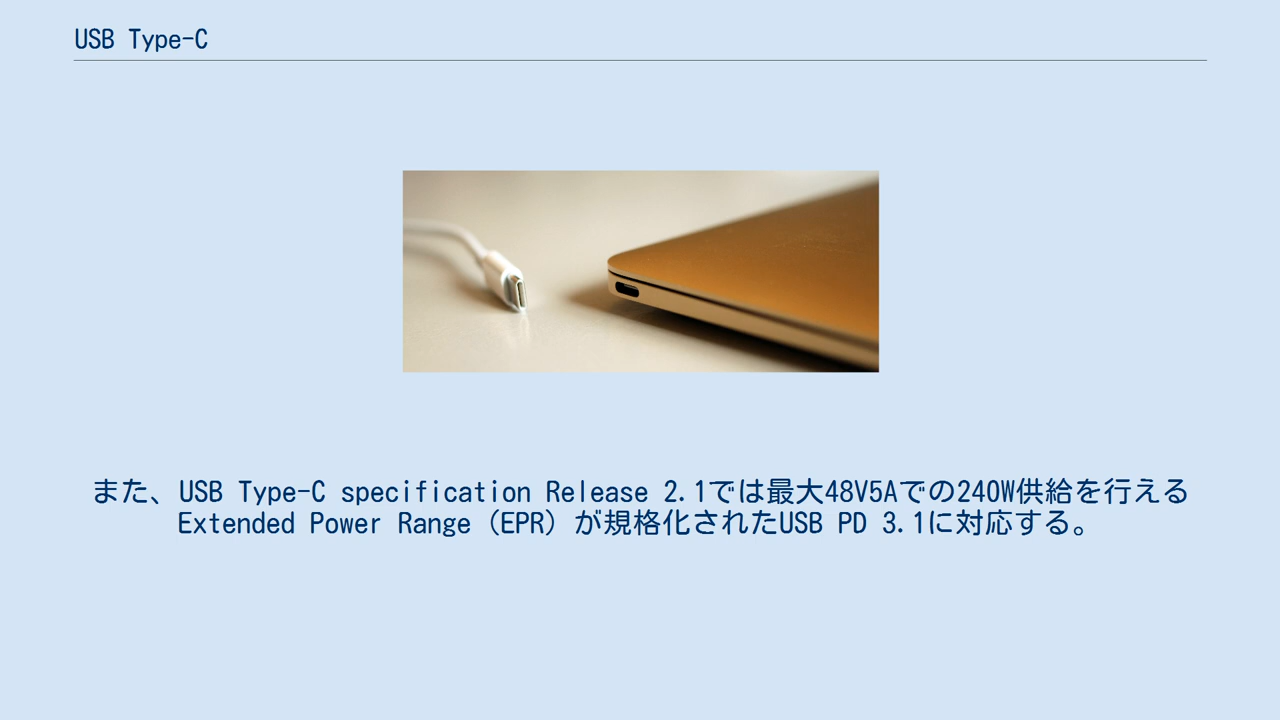 USB Type-C
また、USB Type-C specification Release 2.1では最大48V5Aでの240W供給を行える
Extended Power Range（EPR）が規格化されたUSB PD 3.1に対応する。